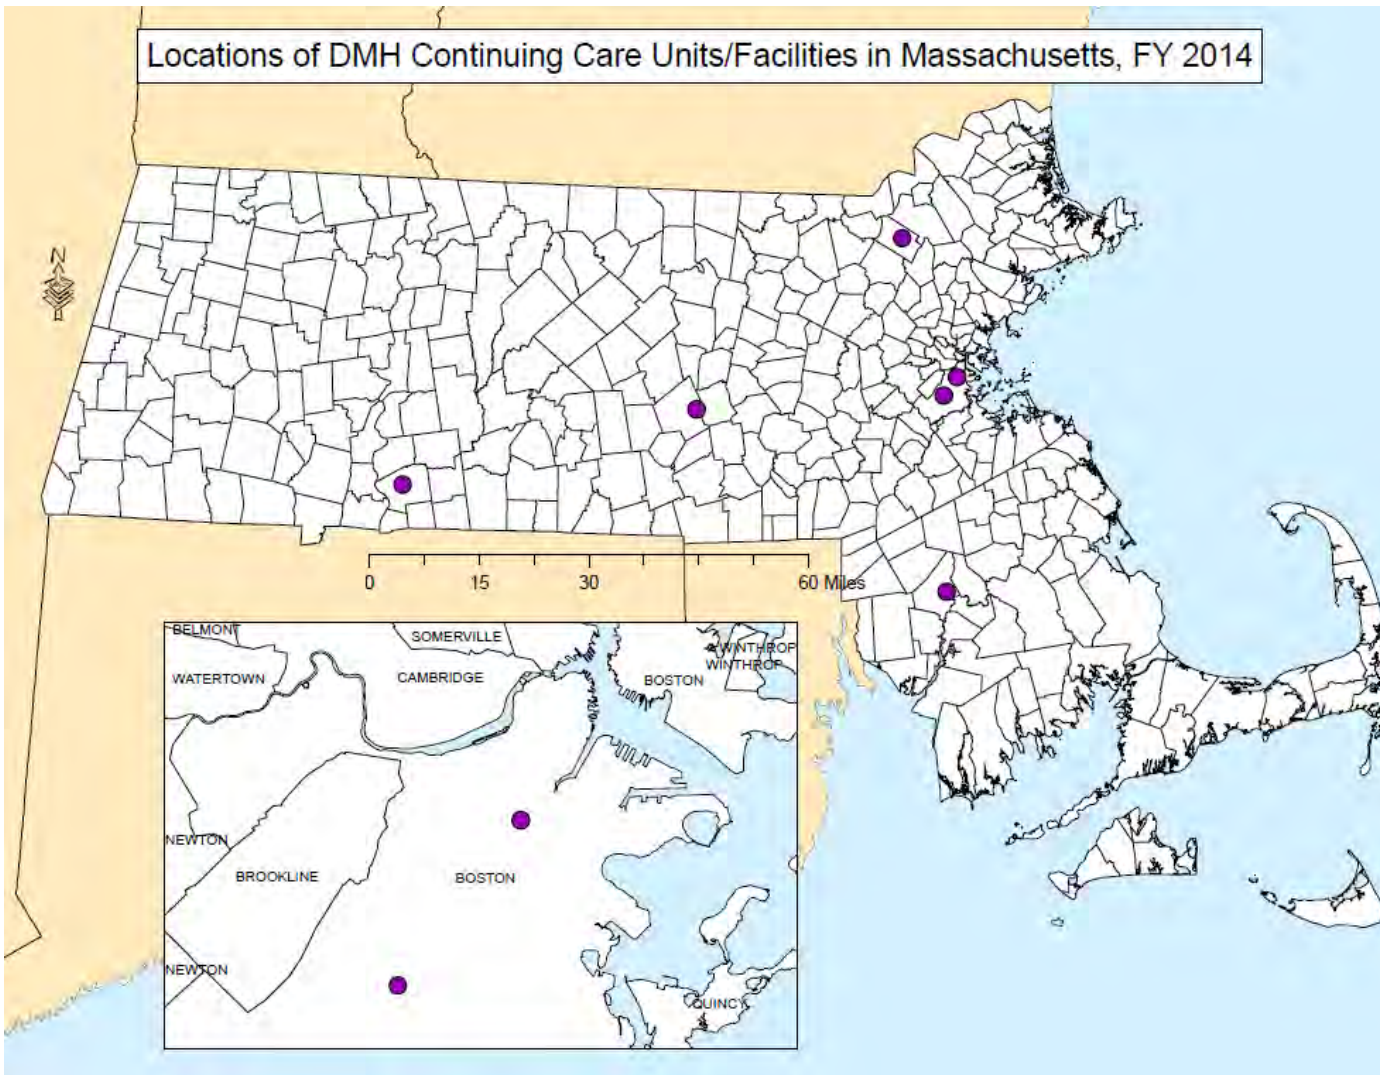 Locations of DMH Continuing Care Units/Facilities in Massachusetts, FY 2014
N
0 15 30 60 Miles
BELMONT
SOMERVILLE
WINTHROP
WINTHROP
WATERTOWN
CAMBRIDGE
BOSTON
NEWTON
BROOKLINE
BOSTON
NEWTON
QUINCY